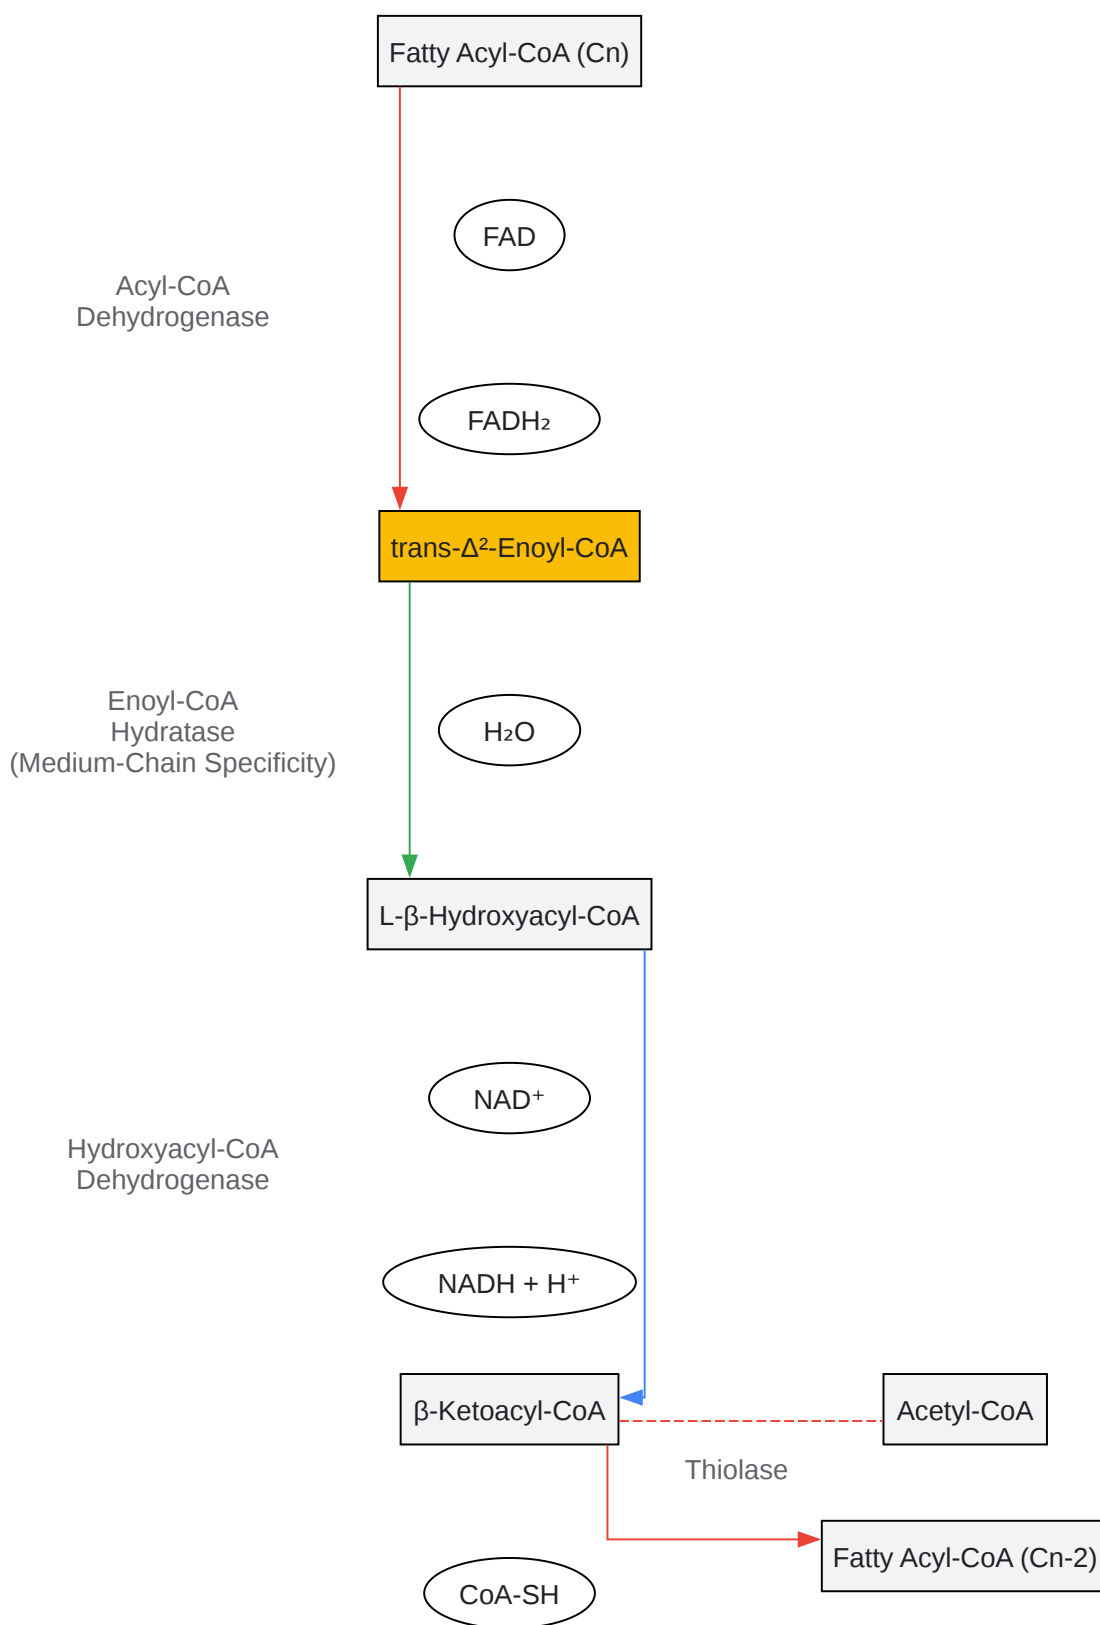 Fatty Acyl-CoA (Cn)
FAD
Acyl-CoA
Dehydrogenase
FADH₂
trans-Δ²-Enoyl-CoA
Enoyl-CoA
Hydratase
(Medium-Chain Specificity)
H₂O
L-β-Hydroxyacyl-CoA
NAD⁺
Hydroxyacyl-CoA
Dehydrogenase
NADH + H⁺
β-Ketoacyl-CoA
Acetyl-CoA
Thiolase
Fatty Acyl-CoA (Cn-2)
CoA-SH